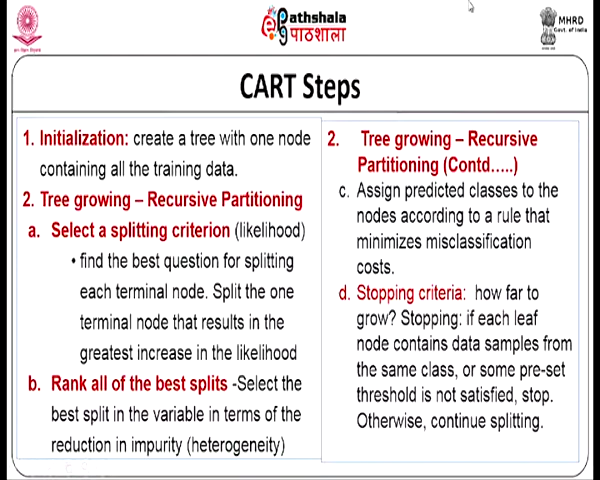 Pathshala
पाठशाला
MHRD
Govt. of India
CART Steps
1. Initialization: create a tree with one node
containing all the training data.
2. Tree growing – Recursive Partitioning
a. Select a splitting criterion (likelihood)
• find the best question for splitting
each terminal node. Split the one
terminal node that results in the
greatest increase in the likelihood
b. Rank all of the best splits -Select the
best split in the variable in terms of the
reduction in impurity (heterogeneity)
2. Tree growing – Recursive
Partitioning (Contd.....)
c. Assign predicted classes to the
nodes according to a rule that
minimizes misclassification
costs.
d. Stopping criteria: how far to
grow? Stopping: if each leaf
node contains data samples from
the same class, or some pre-set
threshold is not satisfied, stop.
Otherwise, continue splitting.